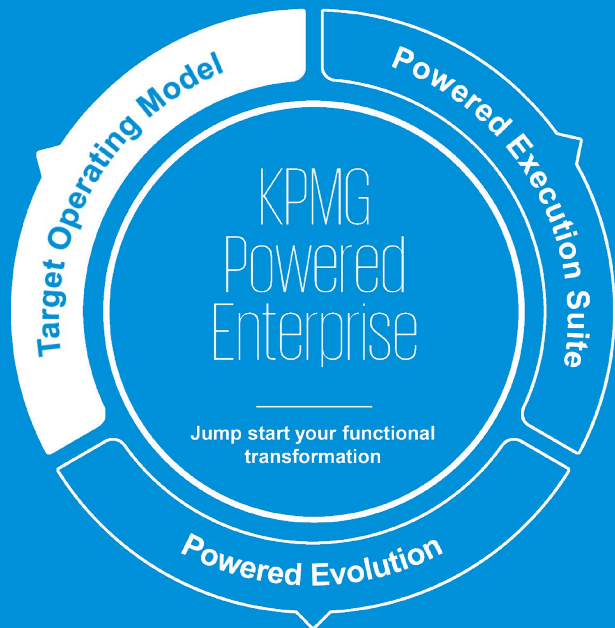 Target Operating Model
Powered Execution Suite
KPMG
Powered
Enterprise
Jump start your functional
transformation
Powered Evolution